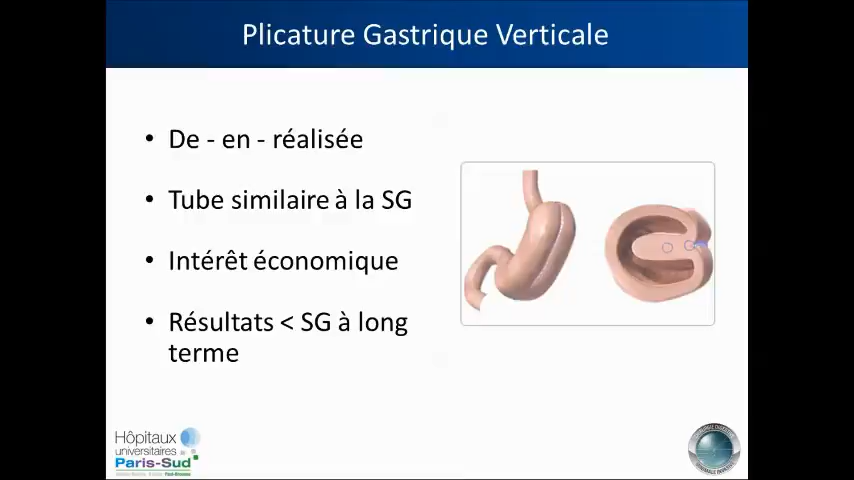 Plicature Gastrique Verticale
• De - en - réalisée
• Tube similaire à la SG
• Intérêt économique
• Résultats < SG à long
terme
Hôpitaux
universitaires
Paris-Sud